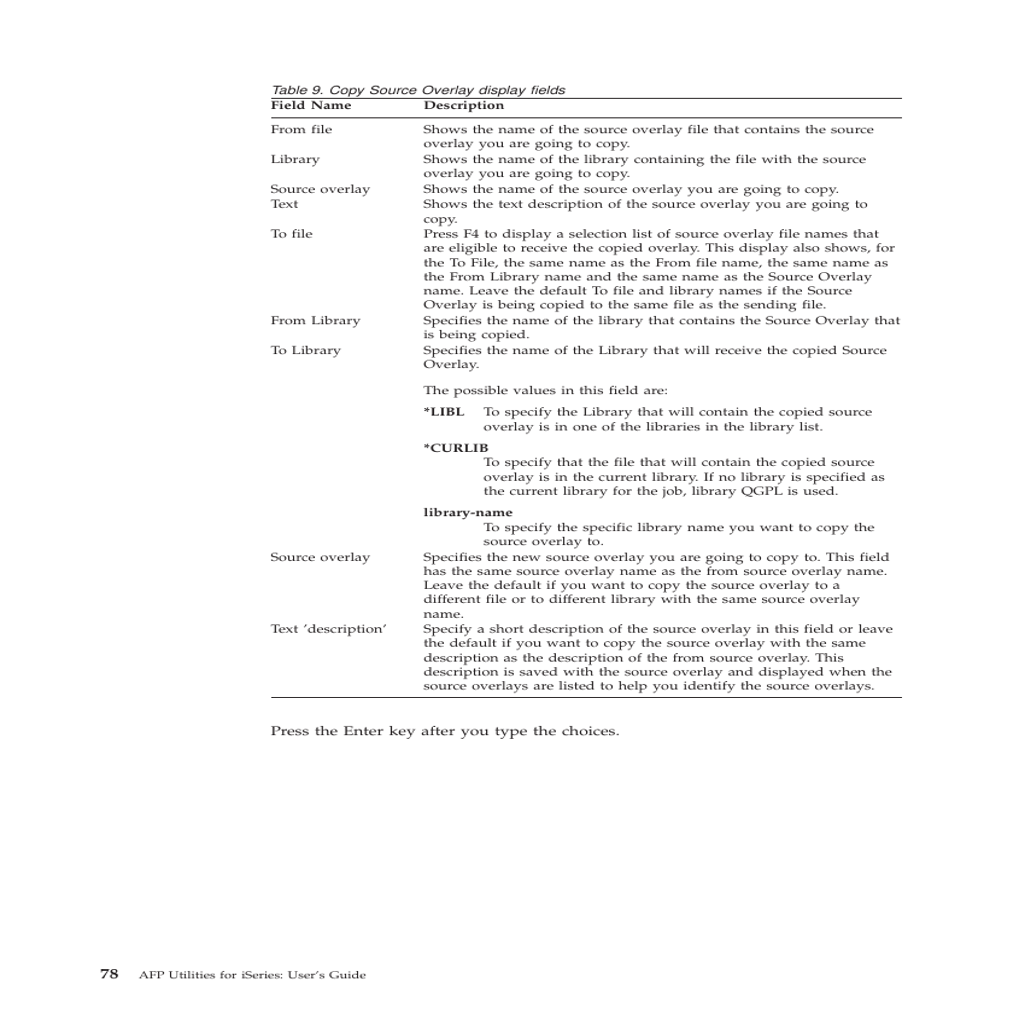 Table 9. Copy Source Overlay display fields
Field Name Description
From file Shows the name of the source overlay file that contains the source
overlay you are going to copy.
Library Shows the name of the library containing the file with the source
overlay you are going to copy.
Source overlay Shows the name of the source overlay you are going to copy.
Text Shows the text description of the source overlay you are going to
copy.
To file Press F4 to display a selection list of source overlay file names that
are eligible to receive the copied overlay. This display also shows, for
the To File, the same name as the From file name, the same name as
the From Library name and the same name as the Source Overlay
name. Leave the default To file and library names if the Source
Overlay is being copied to the same file as the sending file.
From Library Specifies the name of the library that contains the Source Overlay that
is being copied.
To Library Specifies the name of the Library that will receive the copied Source
Overlay.
The possible values in this field are:
*LIBL To specify the Library that will contain the copied source
overlay is in one of the libraries in the library list.
*CURLIB
To specify that the file that will contain the copied source
overlay is in the current library. If no library is specified as
the current library for the job, library QGPL is used.
library-name
To specify the specific library name you want to copy the
source overlay to.
Source overlay Specifies the new source overlay you are going to copy to. This field
has the same source overlay name as the from source overlay name.
Leave the default if you want to copy the source overlay to a
different file or to different library with the same source overlay
name.
Text ’description‘ Specify a short description of the source overlay in this field or leave
the default if you want to copy the source overlay with the same
description as the description of the from source overlay. This
description is saved with the source overlay and displayed when the
source overlays are listed to help you identify the source overlays.
Press the Enter key after you type the choices.
78 AFP Utilities for iSeries: User’s Guide